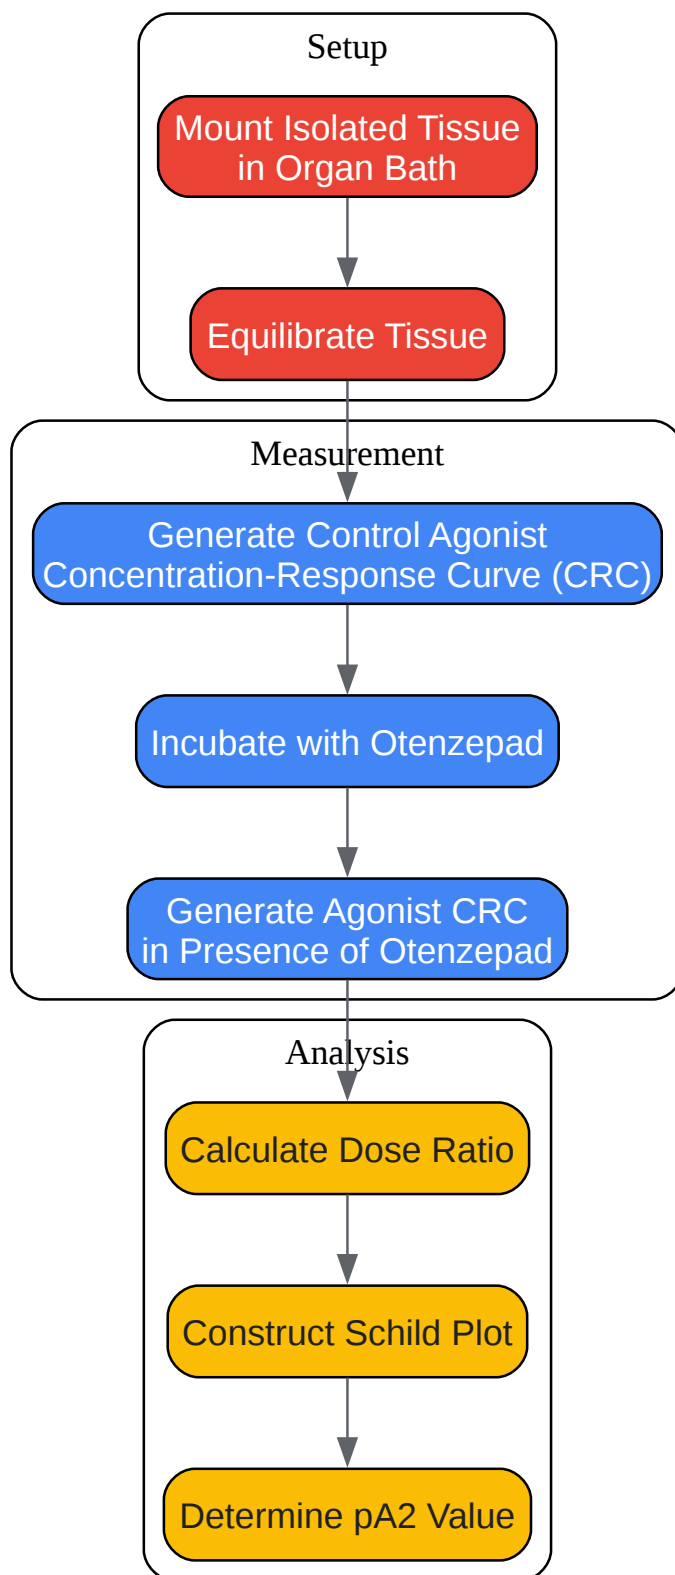 Setup
Mount Isolated Tissue
in Organ Bath
Equilibrate Tissue
Measurement
Generate Control Agonist
Concentration-Response Curve (CRC)
Incubate with Otenzepad
Generate Agonist CRC
in Presence of Otenzepad
Analysis
Calculate Dose Ratio
Construct Schild Plot
Determine pA2 Value